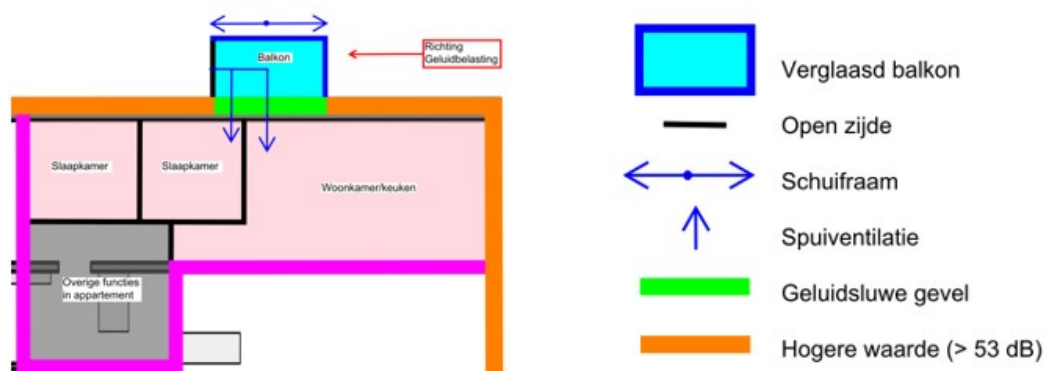 Balkon
Richting
Geluidbelasting
Slaapkamer
Slaapkamer
Woonkamer/keuken
Overige functies
in appartement
Verglaasd balkon
Open zijde
Schuifraam
Spuiventilatie
Geluidsluwe gevel
Hogere waarde (> 53 dB)